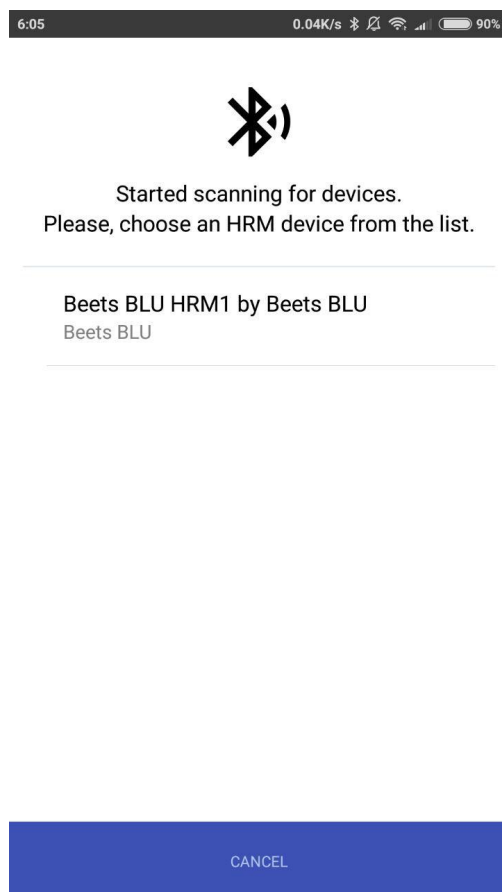 6:05 0.04K/s 90%
Started scanning for devices.
Please, choose an HRM device from the list.
Beets BLU HRM1 by Beets BLU
Beets BLU
CANCEL